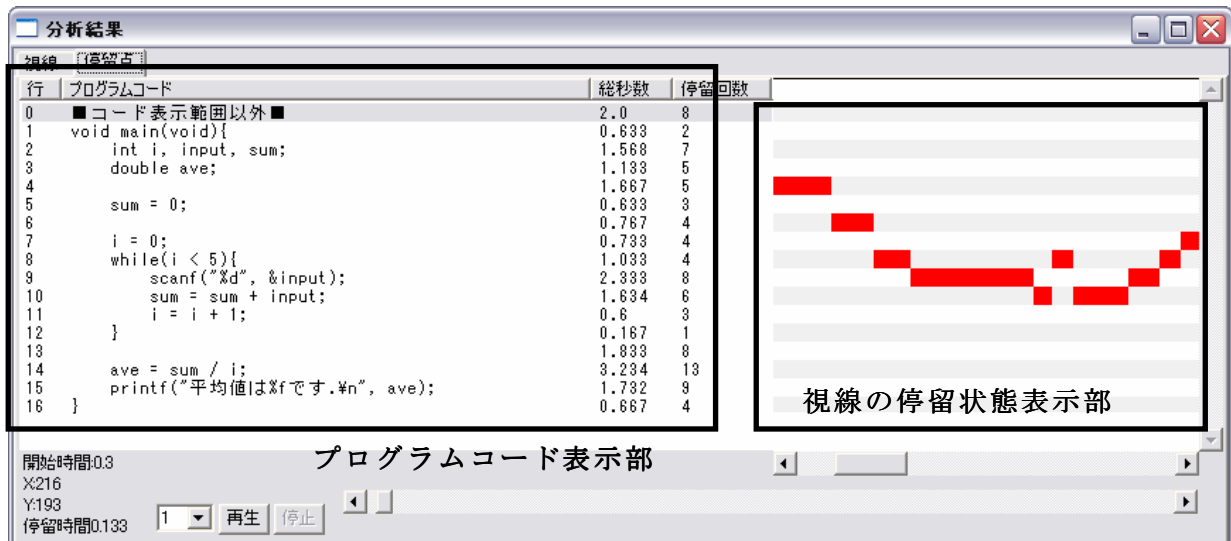 分析結果
視線 停留点
行 プログラムコード 総秒数 停留回数
0 ■コード表示範囲以外■ 2.0 8
1 void main(void){ 0.633 2
2 int i, input, sum; 1.568 7
3 double ave; 1.133 5
4 1.667 5
5 sum = 0; 0.633 3
6 0.767 4
7 i = 0; 0.733 4
8 while(i < 5){ 1.033 4
9 scanf("%d", &input); 2.333 8
10 sum = sum + input; 1.634 6
11 i = i + 1; 0.6 3
12 } 0.167 1
13 1.833 8
14 ave = sum / i; 3.234 13
15 printf("平均値は%fです.¥n", ave); 1.732 9
16 } 0.667 4
視線の停留状態表示部
プログラムコード表示部
開始時間:0.3
X:216
Y:193
停留時間0.133
1 再生 停止